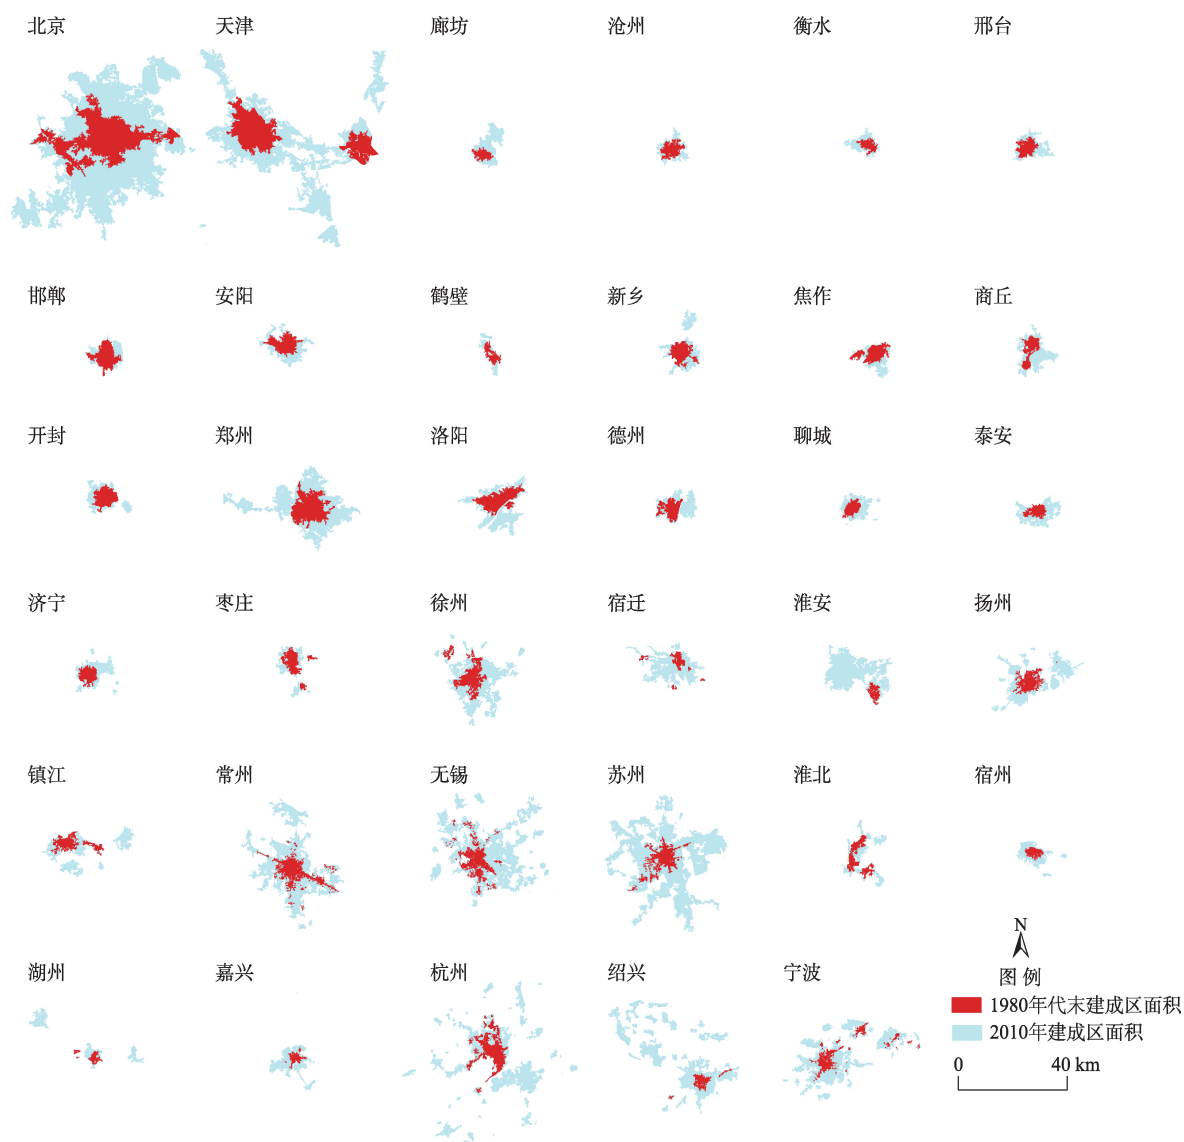 北京 天津 廊坊 沧州 衡水 邢台
邯郸 安阳 鹤壁 新乡 焦作 商丘
开封 郑州 洛阳 德州 聊城 泰安
济宁 枣庄 徐州 宿迁 淮安 扬州
镇江 常州 无锡 苏州 淮北 宿州
湖州 嘉兴 杭州 绍兴 宁波
N
图例
1980年代末建成区面积
2010年建成区面积
0 40 km